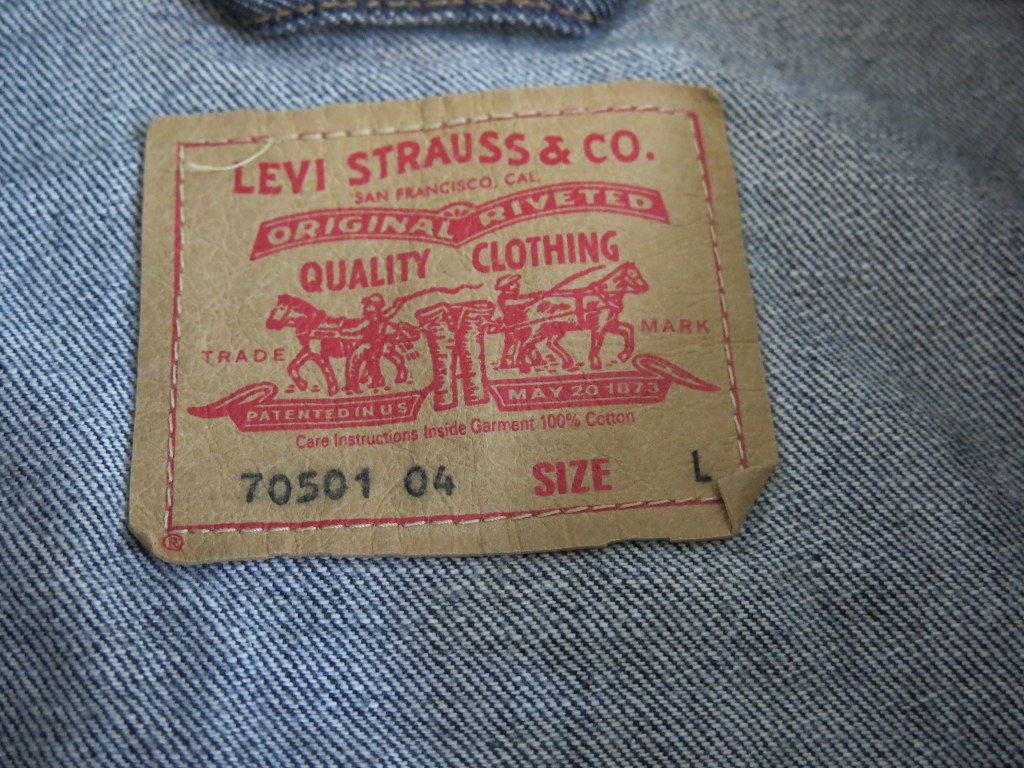 LEVI STRAUSS & CO.
SAN FRANCISCO, CAL.
ORIGINAL RIVETED
QUALITY CLOTHING
TRADE MARK
PATENTED IN U S MAY 20 1873
Care Instructions Inside Garment 100% Cotton
70501 04 SIZE L
®